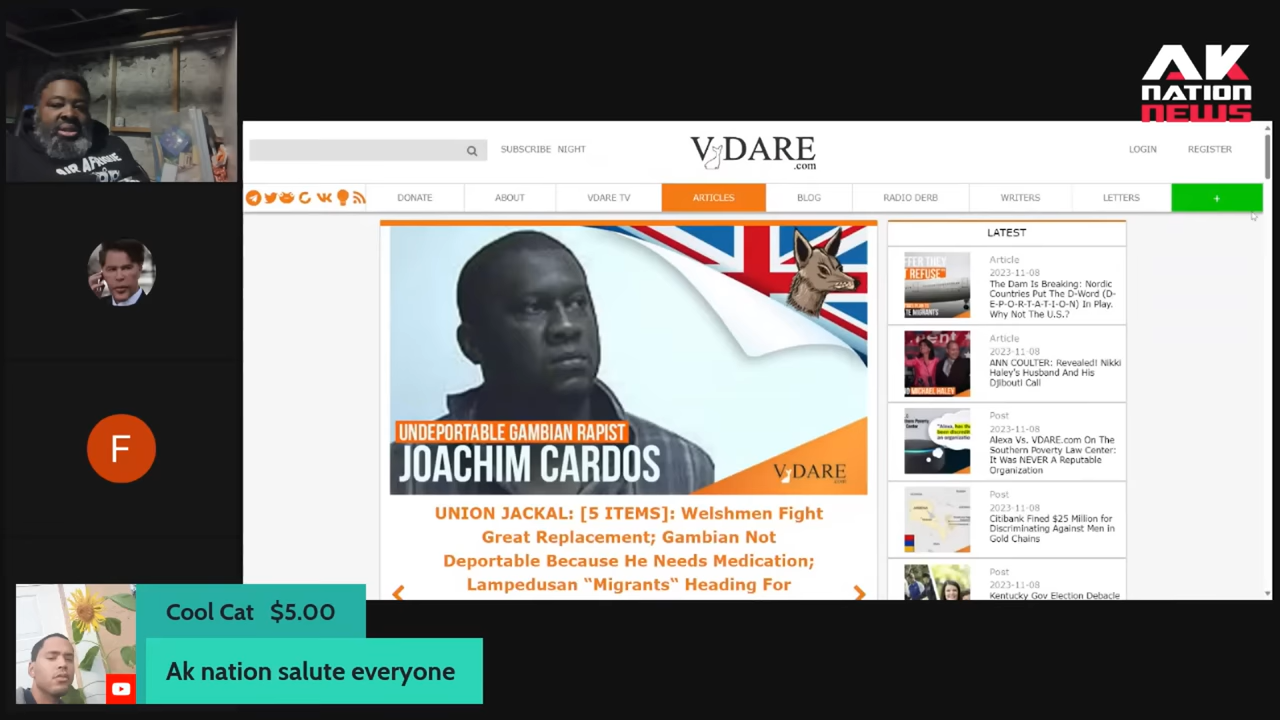 AK
NATION
NEWS
AIR AFRIQUE
SUBSCRIBE NIGHT
VDARE
.com
LOGIN
REGISTER
DONATE
ABOUT
VDARE TV
ARTICLES
BLOG
RADIO DERB
WRITERS
LETTERS
+
UNDEPORTABLE GAMBIAN RAPIST
JOACHIM CARDOS
VDARE
.com
UNION JACKAL: [5 ITEMS]: Welshmen Fight
Great Replacement; Gambian Not
Deportable Because He Needs Medication;
Lampedusan “Migrants“ Heading For
LATEST
REFUSE
Article
2023-11-08
The Dam Is Breaking: Nordic
Countries Put The D-Word (D-
E-P-O-R-T-A-T-I-O-N) In Play.
Why Not The U.S.?
MICHAEL HALEY
Article
2023-11-08
ANN COULTER: Revealed! Nikki
Haley's Husband And His
Djibouti Call
Post
2023-11-08
Alexa Vs. VDARE.com On The
Southern Poverty Law Center:
It Was NEVER A Reputable
Organization
Post
2023-11-08
Citibank Fined $25 Million for
Discriminating Against Men in
Gold Chains
Post
2023-11-08
Kentucky Gov Election Debacle
F
Cool Cat $5.00
Ak nation salute everyone